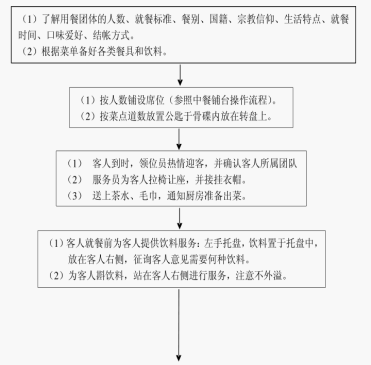 （1）了解用餐团体的人数、就餐标准、餐别、国籍、宗教信仰、生活特点、就餐
时间、口味爱好、结帐方式。
（2）根据菜单备好各类餐具和饮料。
（1）按人数铺设席位（参照中餐铺台操作流程）。
（2）按菜点道数放置公匙于骨碟内放在转盘上。
（1） 客人到时，领位员热情迎客，并确认客人所属团队
（2） 服务员为客人拉椅让座，并接挂衣帽。
（3） 送上茶水、毛巾，通知厨房准备出菜。
（1）客人就餐前为客人提供饮料服务：左手托盘，饮料置于托盘中，
放在客人右侧，征询客人意见需要何种饮料。
（2）为客人斟饮料，站在客人右侧进行服务，注意不外溢。